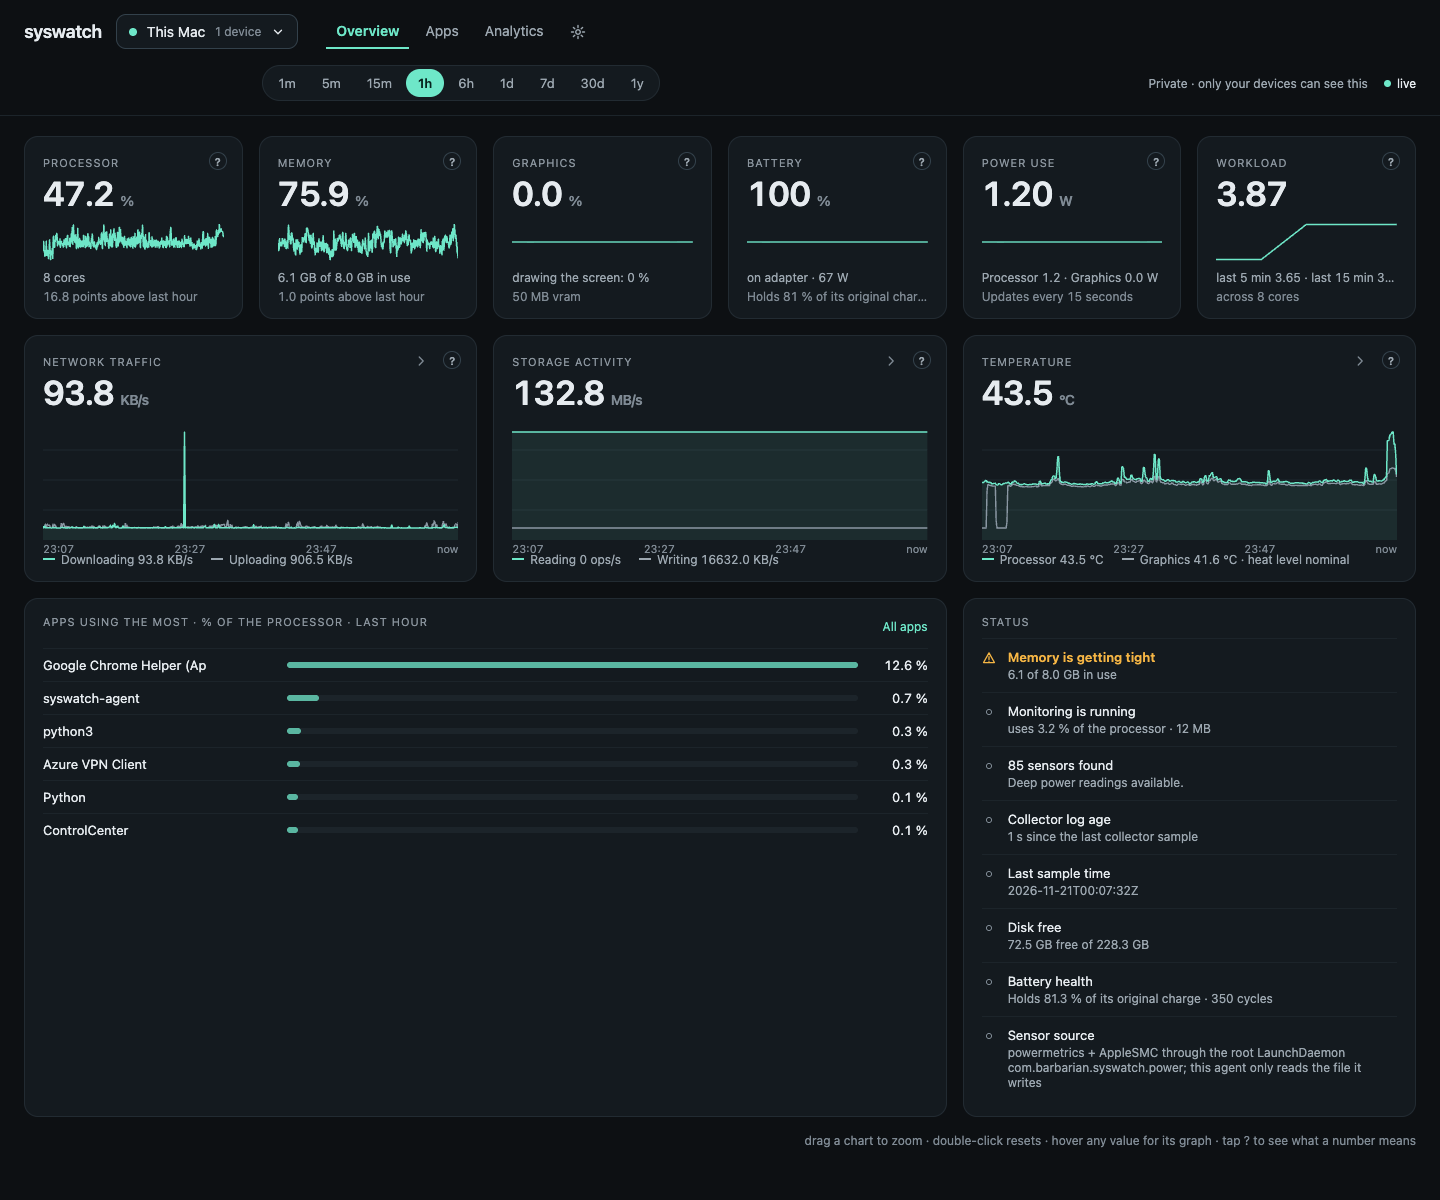 syswatch
This Mac 1 device
Overview Apps Analytics
1m 5m 15m 1h 6h 1d 7d 30d 1y
Private · only your devices can see this
live
PROCESSOR ?
47.2 %
8 cores
16.8 points above last hour
MEMORY ?
75.9 %
6.1 GB of 8.0 GB in use
1.0 points above last hour
GRAPHICS ?
0.0 %
drawing the screen: 0 %
50 MB vram
BATTERY ?
100 %
on adapter · 67 W
Holds 81 % of its original char...
POWER USE ?
1.20 W
Processor 1.2 · Graphics 0.0 W
Updates every 15 seconds
WORKLOAD ?
3.87
last 5 min 3.65 · last 15 min 3...
across 8 cores
NETWORK TRAFFIC ?
93.8 KB/s
23:07 23:27 23:47 now
Downloading 93.8 KB/s Uploading 906.5 KB/s
STORAGE ACTIVITY ?
132.8 MB/s
23:07 23:27 23:47 now
Reading 0 ops/s Writing 16632.0 KB/s
TEMPERATURE ?
43.5 °C
23:07 23:27 23:47 now
Processor 43.5 °C Graphics 41.6 °C · heat level nominal
APPS USING THE MOST · % OF THE PROCESSOR · LAST HOUR
All apps
Google Chrome Helper (Ap 12.6 %
syswatch-agent 0.7 %
python3 0.3 %
Azure VPN Client 0.3 %
Python 0.1 %
ControlCenter 0.1 %
STATUS
Memory is getting tight
6.1 of 8.0 GB in use
Monitoring is running
uses 3.2 % of the processor · 12 MB
85 sensors found
Deep power readings available.
Collector log age
1 s since the last collector sample
Last sample time
2026-11-21T00:07:32Z
Disk free
72.5 GB free of 228.3 GB
Battery health
Holds 81.3 % of its original charge · 350 cycles
Sensor source
powermetrics + AppleSMC through the root LaunchDaemon
com.barbarian.syswatch.power; this agent only reads the file it
writes
drag a chart to zoom · double-click resets · hover any value for its graph · tap ? to see what a number means